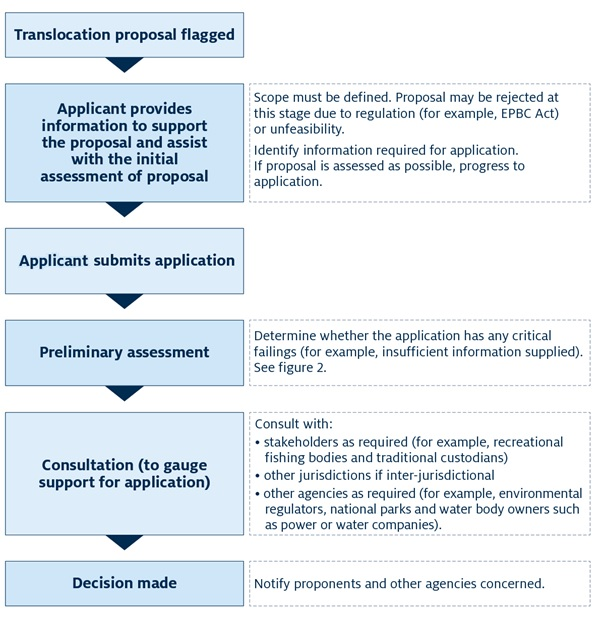 Translocation proposal flagged
Applicant provides
information to support
the proposal and assist
with the initial
assessment of proposal
Scope must be defined. Proposal may be rejected at
this stage due to regulation (for example, EPBC Act)
or unfeasibility.
Identify information required for application.
If proposal is assessed as possible, progress to
application.
Applicant submits application
Preliminary assessment
Determine whether the application has any critical
failings (for example, insufficient information supplied).
See figure 2.
Consultation (to gauge
support for application)
Consult with:
• stakeholders as required (for example, recreational
fishing bodies and traditional custodians)
• other jurisdictions if inter-jurisdictional
• other agencies as required (for example, environmental
regulators, national parks and water body owners such
as power or water companies).
Decision made
Notify proponents and other agencies concerned.